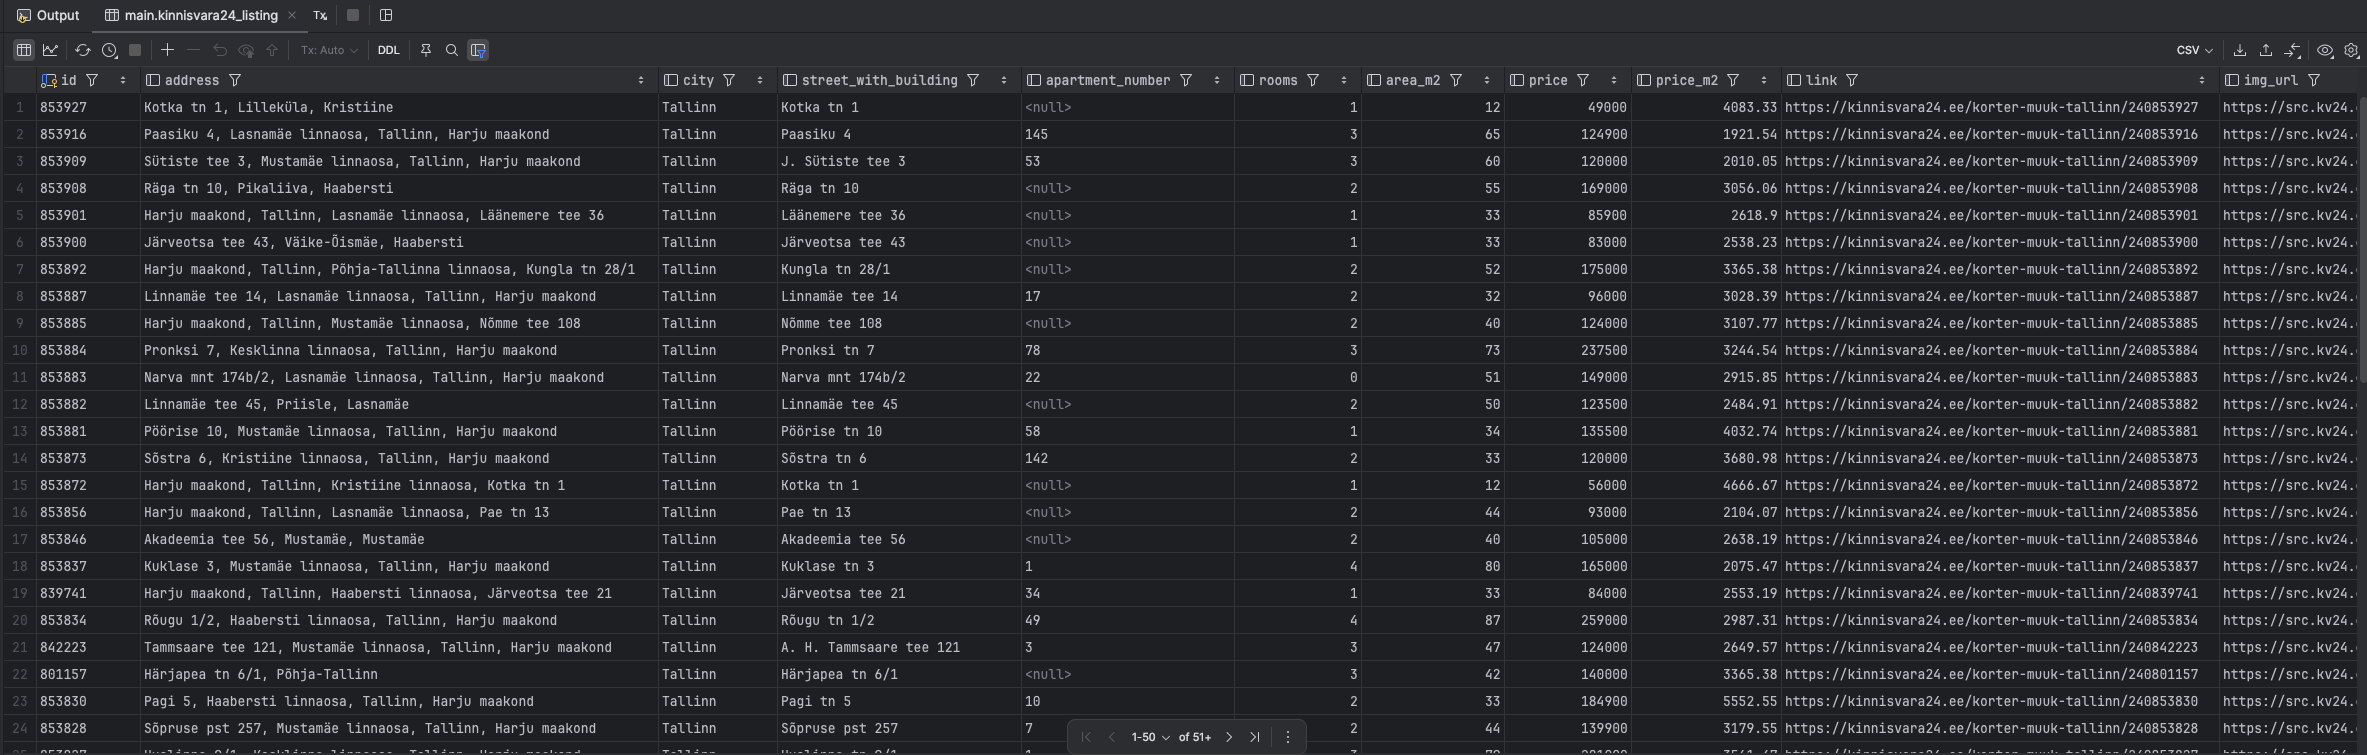 Output main.kinnisvara24_listing Tx
Tx: Auto DDL CSV
id address city street_with_building apartment_number rooms area_m2 price price_m2 link img_url
1 853927 Kotka tn 1, Lilleküla, Kristiine Tallinn Kotka tn 1 <null> 1 12 49000 4083.33 https://kinnisvara24.ee/korter-muuk-tallinn/240853927 https://src.kv24.
2 853916 Paasiku 4, Lasnamäe linnaosa, Tallinn, Harju maakond Tallinn Paasiku 4 145 3 65 124900 1921.54 https://kinnisvara24.ee/korter-muuk-tallinn/240853916 https://src.kv24.
3 853909 Sütiste tee 3, Mustamäe linnaosa, Tallinn, Harju maakond Tallinn J. Sütiste tee 3 53 3 60 120000 2010.05 https://kinnisvara24.ee/korter-muuk-tallinn/240853909 https://src.kv24.
4 853908 Räga tn 10, Pikaliiva, Haabersti Tallinn Räga tn 10 <null> 2 55 169000 3056.06 https://kinnisvara24.ee/korter-muuk-tallinn/240853908 https://src.kv24.
5 853901 Harju maakond, Tallinn, Lasnamäe linnaosa, Läänemere tee 36 Tallinn Läänemere tee 36 <null> 1 33 85900 2618.9 https://kinnisvara24.ee/korter-muuk-tallinn/240853901 https://src.kv24.
6 853900 Järveotsa tee 43, Väike-Õismäe, Haabersti Tallinn Järveotsa tee 43 <null> 1 33 83000 2538.23 https://kinnisvara24.ee/korter-muuk-tallinn/240853900 https://src.kv24.
7 853892 Harju maakond, Tallinn, Põhja-Tallinna linnaosa, Kungla tn 28/1 Tallinn Kungla tn 28/1 <null> 2 52 175000 3365.38 https://kinnisvara24.ee/korter-muuk-tallinn/240853892 https://src.kv24.
8 853887 Linnamäe tee 14, Lasnamäe linnaosa, Tallinn, Harju maakond Tallinn Linnamäe tee 14 17 2 32 96000 3028.39 https://kinnisvara24.ee/korter-muuk-tallinn/240853887 https://src.kv24.
9 853885 Harju maakond, Tallinn, Mustamäe linnaosa, Nõmme tee 108 Tallinn Nõmme tee 108 <null> 2 40 124000 3107.77 https://kinnisvara24.ee/korter-muuk-tallinn/240853885 https://src.kv24.
10 853884 Pronksi 7, Kesklinna linnaosa, Tallinn, Harju maakond Tallinn Pronksi tn 7 78 3 73 237500 3244.54 https://kinnisvara24.ee/korter-muuk-tallinn/240853884 https://src.kv24.
11 853883 Narva mnt 174b/2, Lasnamäe linnaosa, Tallinn, Harju maakond Tallinn Narva mnt 174b/2 22 0 51 149000 2915.85 https://kinnisvara24.ee/korter-muuk-tallinn/240853883 https://src.kv24.
12 853882 Linnamäe tee 45, Priisle, Lasnamäe Tallinn Linnamäe tee 45 <null> 2 50 123500 2484.91 https://kinnisvara24.ee/korter-muuk-tallinn/240853882 https://src.kv24.
13 853881 Pöörise 10, Mustamäe linnaosa, Tallinn, Harju maakond Tallinn Pöörise tn 10 58 1 34 135500 4032.74 https://kinnisvara24.ee/korter-muuk-tallinn/240853881 https://src.kv24.
14 853873 Sõstra 6, Kristiine linnaosa, Tallinn, Harju maakond Tallinn Sõstra tn 6 142 2 33 120000 3680.98 https://kinnisvara24.ee/korter-muuk-tallinn/240853873 https://src.kv24.
15 853872 Harju maakond, Tallinn, Kristiine linnaosa, Kotka tn 1 Tallinn Kotka tn 1 <null> 1 12 56000 4666.67 https://kinnisvara24.ee/korter-muuk-tallinn/240853872 https://src.kv24.
16 853856 Harju maakond, Tallinn, Lasnamäe linnaosa, Pae tn 13 Tallinn Pae tn 13 <null> 2 44 93000 2104.07 https://kinnisvara24.ee/korter-muuk-tallinn/240853856 https://src.kv24.
17 853846 Akadeemia tee 56, Mustamäe, Mustamäe Tallinn Akadeemia tee 56 <null> 2 40 105000 2638.19 https://kinnisvara24.ee/korter-muuk-tallinn/240853846 https://src.kv24.
18 853837 Kuklase 3, Mustamäe linnaosa, Tallinn, Harju maakond Tallinn Kuklase tn 3 1 4 80 165000 2075.47 https://kinnisvara24.ee/korter-muuk-tallinn/240853837 https://src.kv24.
19 839741 Harju maakond, Tallinn, Haabersti linnaosa, Järveotsa tee 21 Tallinn Järveotsa tee 21 34 1 33 84000 2553.19 https://kinnisvara24.ee/korter-muuk-tallinn/240839741 https://src.kv24.
20 853834 Rõugu 1/2, Haabersti linnaosa, Tallinn, Harju maakond Tallinn Rõugu tn 1/2 49 4 87 259000 2987.31 https://kinnisvara24.ee/korter-muuk-tallinn/240853834 https://src.kv24.
21 842223 Tammsaare tee 121, Mustamäe linnaosa, Tallinn, Harju maakond Tallinn A. H. Tammsaare tee 121 3 3 47 124000 2649.57 https://kinnisvara24.ee/korter-muuk-tallinn/240842223 https://src.kv24.
22 801157 Härjapea tn 6/1, Põhja-Tallinn Tallinn Härjapea tn 6/1 <null> 3 42 140000 3365.38 https://kinnisvara24.ee/korter-muuk-tallinn/240801157 https://src.kv24.
23 853830 Pagi 5, Haabersti linnaosa, Tallinn, Harju maakond Tallinn Pagi tn 5 10 2 33 184900 5552.55 https://kinnisvara24.ee/korter-muuk-tallinn/240853830 https://src.kv24.
24 853828 Sõpruse pst 257, Mustamäe linnaosa, Tallinn, Harju maakond Tallinn Sõpruse pst 257 7 2 44 139900 3179.55 https://kinnisvara24.ee/korter-muuk-tallinn/240853828 https://src.kv24.
1-50 of 51+